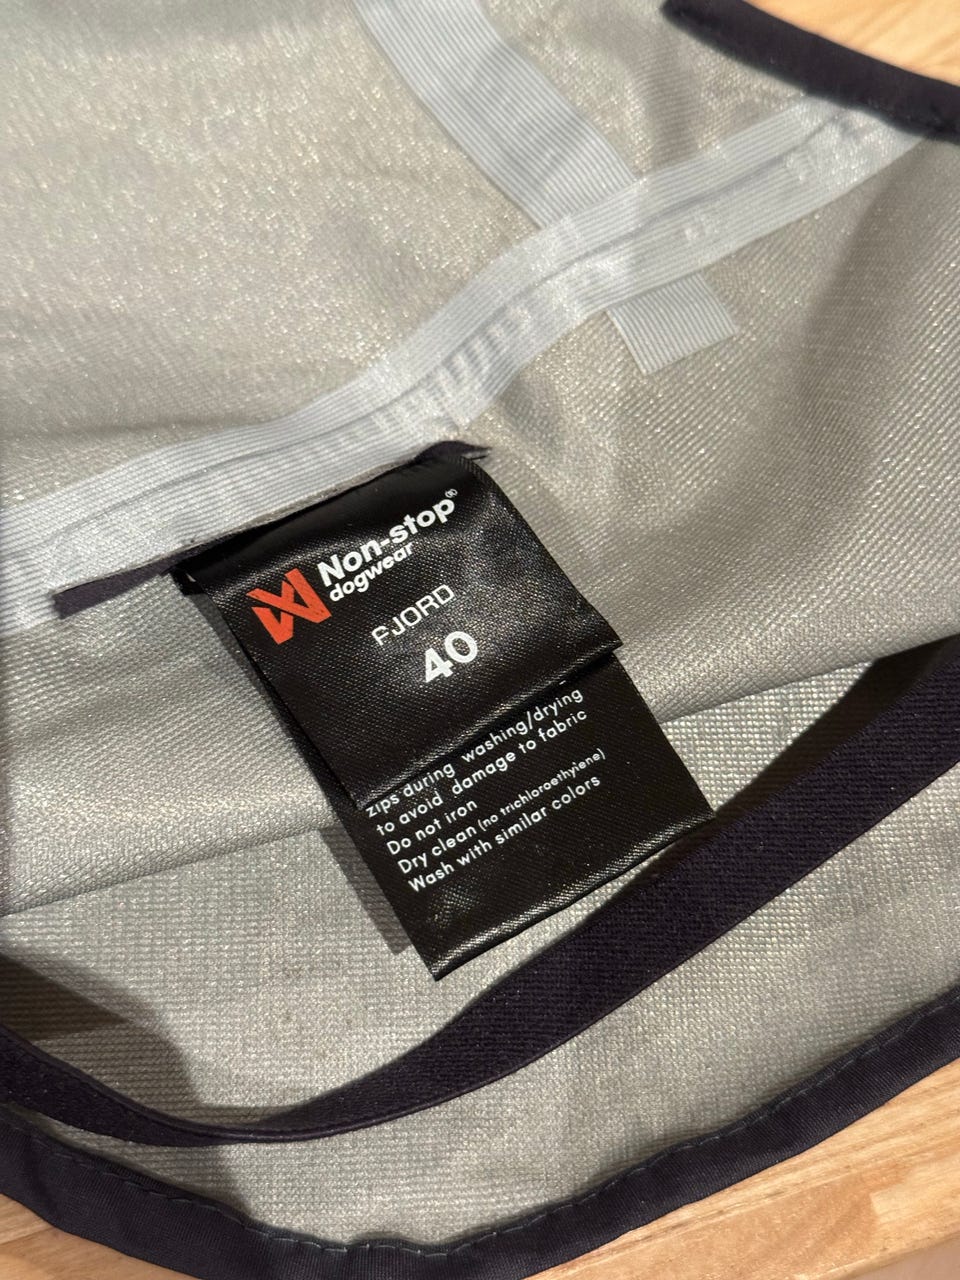 Non-stop®
dogwear
FJORD
40
zips during washing/drying
to avoid damage to fabric
Do not iron
Dry clean (no trichloroethylene)
Wash with similar colors